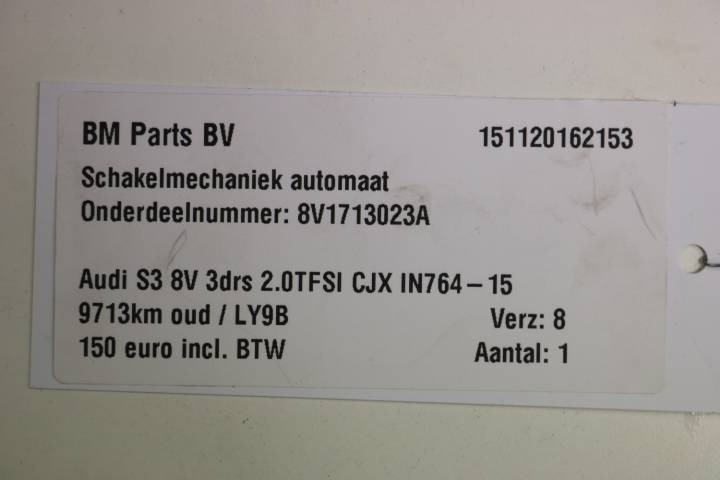 BM Parts BV 151120162153
Schakelmechaniek automaat
Onderdeelnummer: 8V1713023A
Audi S3 8V 3drs 2.0TFSI CJX IN764-15
9713km oud / LY9B Verz: 8
150 euro incl. BTW Aantal: 1